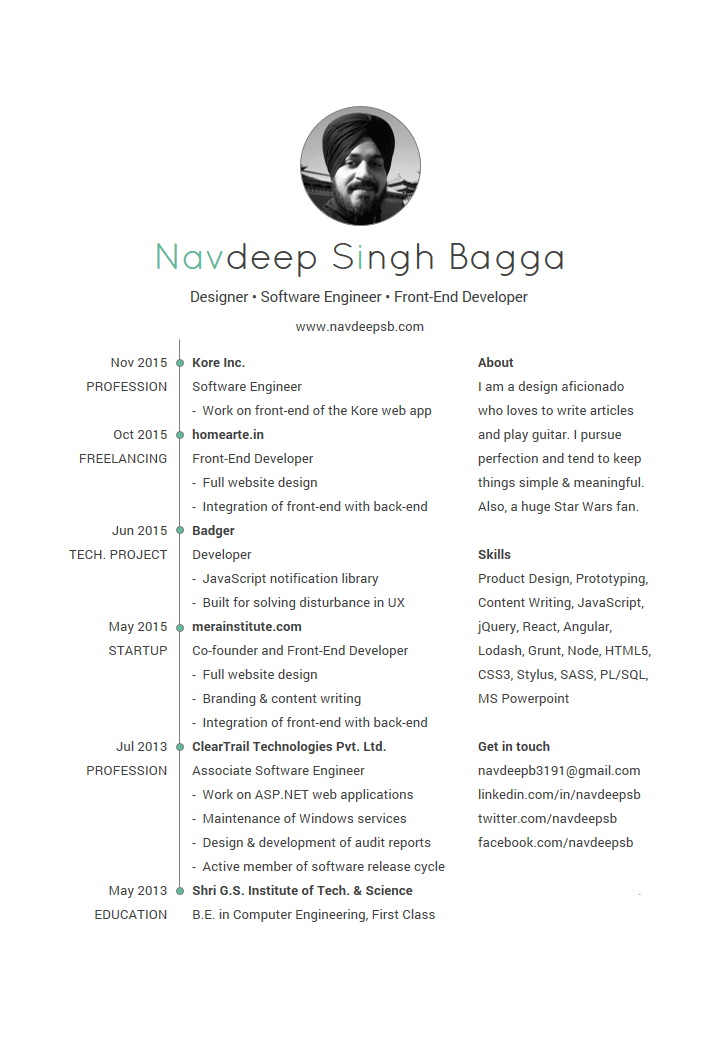 Navdeep Singh Bagga
Designer • Software Engineer • Front-End Developer
www.navdeepsb.com
Nov 2015
PROFESSION
Kore Inc.
Software Engineer
- Work on front-end of the Kore web app
Oct 2015
FREELANCING
homearte.in
Front-End Developer
- Full website design
- Integration of front-end with back-end
Jun 2015
TECH. PROJECT
Badger
Developer
- JavaScript notification library
- Built for solving disturbance in UX
May 2015
STARTUP
merainstitute.com
Co-founder and Front-End Developer
- Full website design
- Branding & content writing
- Integration of front-end with back-end
Jul 2013
PROFESSION
ClearTrail Technologies Pvt. Ltd.
Associate Software Engineer
- Work on ASP.NET web applications
- Maintenance of Windows services
- Design & development of audit reports
- Active member of software release cycle
May 2013
EDUCATION
Shri G.S. Institute of Tech. & Science
B.E. in Computer Engineering, First Class
About
I am a design aficionado
who loves to write articles
and play guitar. I pursue
perfection and tend to keep
things simple & meaningful.
Also, a huge Star Wars fan.
Skills
Product Design, Prototyping,
Content Writing, JavaScript,
jQuery, React, Angular,
Lodash, Grunt, Node, HTML5,
CSS3, Stylus, SASS, PL/SQL,
MS Powerpoint
Get in touch
navdeepb3191@gmail.com
linkedin.com/in/navdeepsb
twitter.com/navdeepsb
facebook.com/navdeepsb